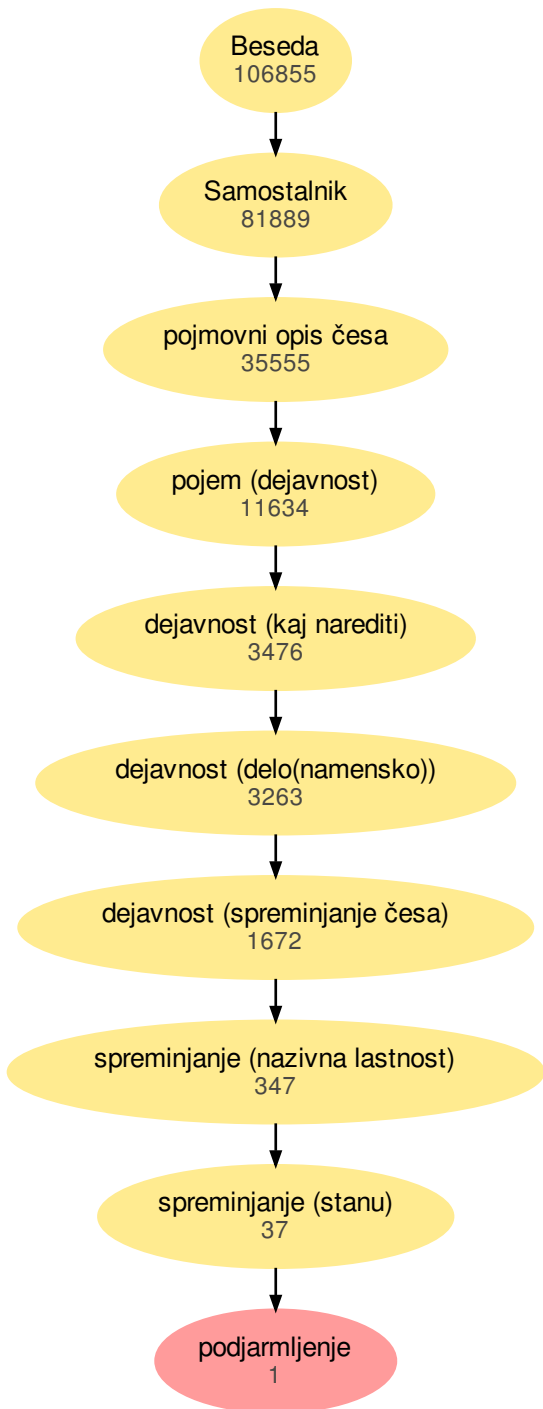 Beseda
106855
Samostalnik
81889
pojmovni opis česa
35555
pojem (dejavnost)
11634
dejavnost (kaj narediti)
3476
dejavnost (delo(namensko))
3263
dejavnost (spreminjanje česa)
1672
spreminjanje (nazivna lastnost)
347
spreminjanje (stanu)
37
podjarmljenje
1